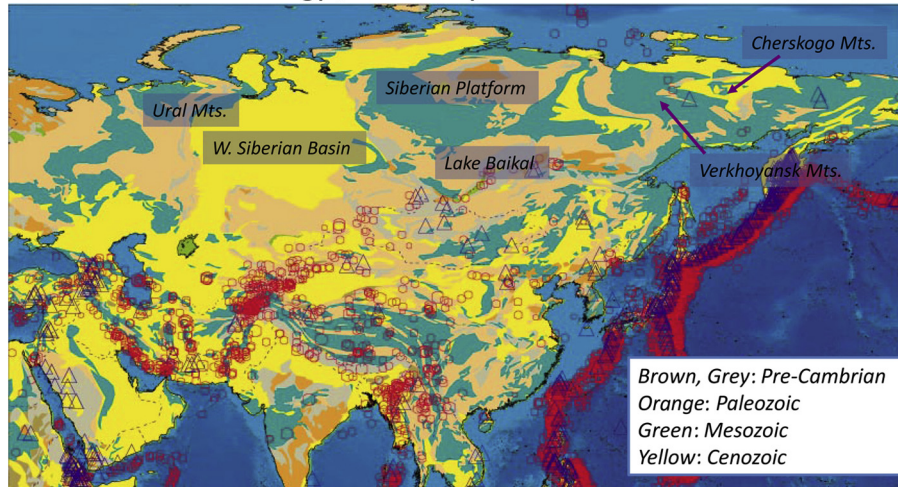 Cherskogo Mts.
Siberian Platform
Ural Mts.
W. Siberian Basin
Lake Baikal
Verkhoyansk Mts.
Brown, Grey: Pre-Cambrian
Orange: Paleozoic
Green: Mesozoic
Yellow: Cenozoic